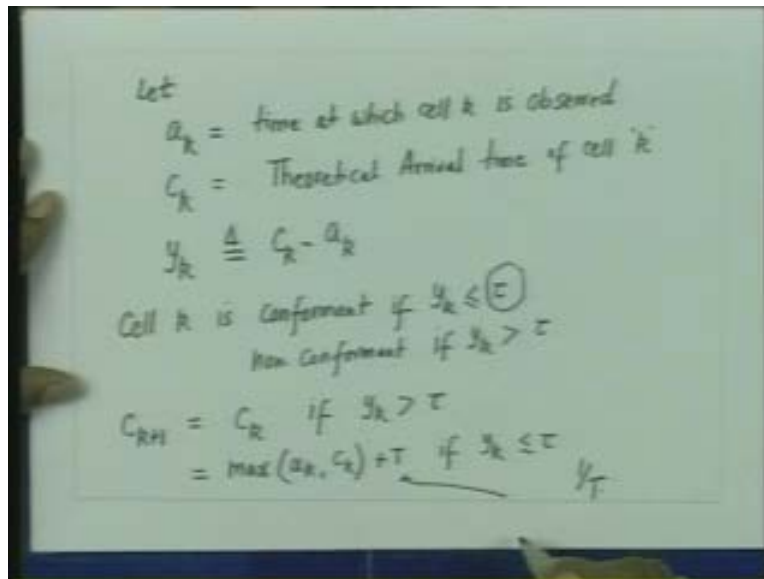 Let
a_k = time at which cell k is observed
C_k = Theoretical Arrival time of cell 'k'
y_k ≜ C_k - a_k
Cell k is conformant if y_k ≤ τ
non conformant if y_k > τ
C_{k+1} = C_k if y_k > τ
= max (a_k, C_k) + T if y_k ≤ τ
1/T